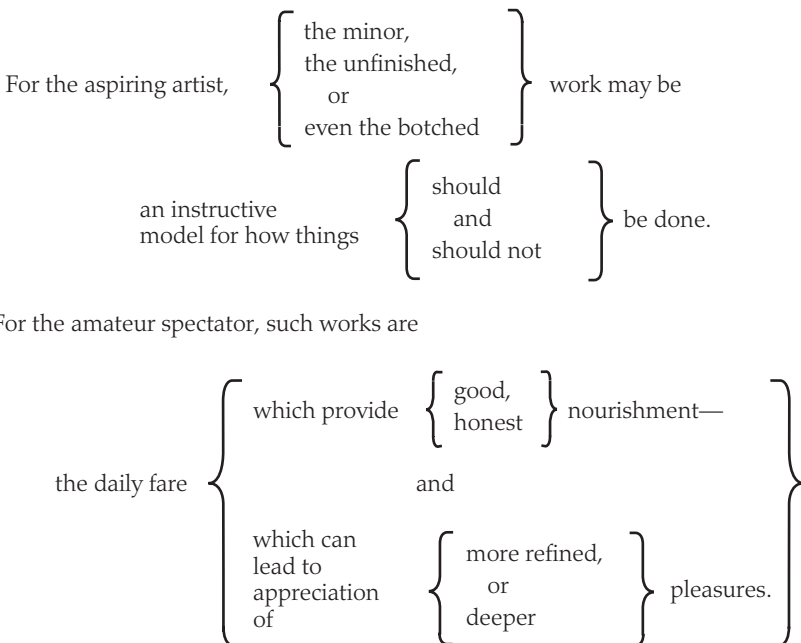 For the aspiring artist,
the minor,
the unfinished,
or
even the botched
work may be
an instructive
model for how things
should
and
should not
be done.
For the amateur spectator, such works are
the daily fare
which provide
good,
honest
nourishment—
and
which can
lead to
appreciation
of
more refined,
or
deeper
pleasures.